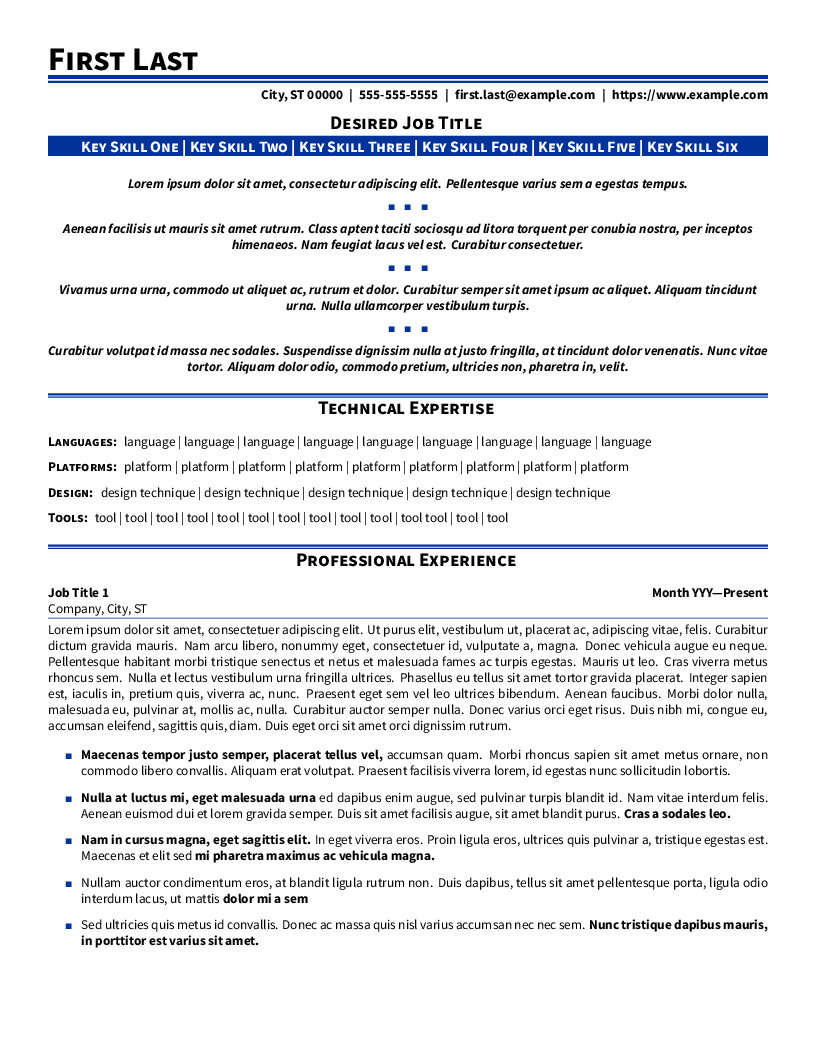 First Last
City, ST 00000 | 555-555-5555 | first.last@example.com | https://www.example.com
Desired Job Title
Key Skill One | Key Skill Two | Key Skill Three | Key Skill Four | Key Skill Five | Key Skill Six
Lorem ipsum dolor sit amet, consectetur adipiscing elit. Pellentesque varius sem a egestas tempus.
Aenean facilisis ut mauris sit amet rutrum. Class aptent taciti sociosqu ad litora torquent per conubia nostra, per inceptos
himenaeos. Nam feugiat lacus vel est. Curabitur consectetuer.
Vivamus urna urna, commodo ut aliquet ac, rutrum et dolor. Curabitur semper sit amet ipsum ac aliquet. Aliquam tincidunt
urna. Nulla ullamcorper vestibulum turpis.
Curabitur volutpat id massa nec sodales. Suspendisse dignissim nulla at justo fringilla, at tincidunt dolor venenatis. Nunc vitae
tortor. Aliquam dolor odio, commodo pretium, ultricies non, pharetra in, velit.
Technical Expertise
Languages: language | language | language | language | language | language | language | language | language
Platforms: platform | platform | platform | platform | platform | platform | platform | platform | platform
Design: design technique | design technique | design technique | design technique | design technique
Tools: tool | tool | tool | tool | tool | tool | tool | tool | tool | tool | tool tool | tool | tool
Professional Experience
Job Title 1 Month YYY—Present
Company, City, ST
Lorem ipsum dolor sit amet, consectetuer adipiscing elit. Ut purus elit, vestibulum ut, placerat ac, adipiscing vitae, felis. Curabitur
dictum gravida mauris. Nam arcu libero, nonummy eget, consectetuer id, vulputate a, magna. Donec vehicula augue eu neque.
Pellentesque habitant morbi tristique senectus et netus et malesuada fames ac turpis egestas. Mauris ut leo. Cras viverra metus
rhoncus sem. Nulla et lectus vestibulum urna fringilla ultrices. Phasellus eu tellus sit amet tortor gravida placerat. Integer sapien
est, iaculis in, pretium quis, viverra ac, nunc. Praesent eget sem vel leo ultrices bibendum. Aenean faucibus. Morbi dolor nulla,
malesuada eu, pulvinar at, mollis ac, nulla. Curabitur auctor semper nulla. Donec varius orci eget risus. Duis nibh mi, congue eu,
accumsan eleifend, sagittis quis, diam. Duis eget orci sit amet orci dignissim rutrum.
▪ Maecenas tempor justo semper, placerat tellus vel, accumsan quam. Morbi rhoncus sapien sit amet metus ornare, non
commodo libero convallis. Aliquam erat volutpat. Praesent facilisis viverra lorem, id egestas nunc sollicitudin lobortis.
▪ Nulla at luctus mi, eget malesuada urna ed dapibus enim augue, sed pulvinar turpis blandit id. Nam vitae interdum felis.
Aenean euismod dui et lorem gravida semper. Duis sit amet facilisis augue, sit amet blandit purus. Cras a sodales leo.
▪ Nam in cursus magna, eget sagittis elit. In eget viverra eros. Proin ligula eros, ultrices quis pulvinar a, tristique egestas est.
Maecenas et elit sed mi pharetra maximus ac vehicula magna.
▪ Nullam auctor condimentum eros, at blandit ligula rutrum non. Duis dapibus, tellus sit amet pellentesque porta, ligula odio
interdum lacus, ut mattis dolor mi a sem
▪ Sed ultricies quis metus id convallis. Donec ac massa quis nisl varius accumsan nec nec sem. Nunc tristique dapibus mauris,
in porttitor est varius sit amet.